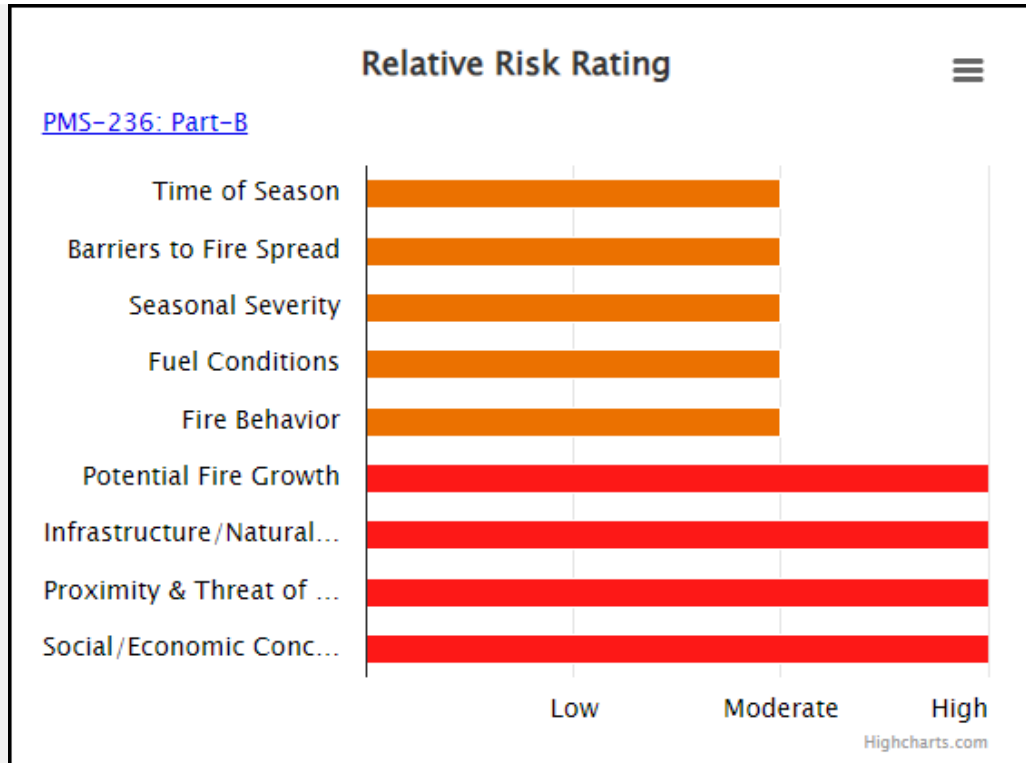 Relative Risk Rating
PMS-236: Part-B
Time of Season
Barriers to Fire Spread
Seasonal Severity
Fuel Conditions
Fire Behavior
Potential Fire Growth
Infrastructure/Natural...
Proximity & Threat of ...
Social/Economic Conc...
Low Moderate High
Highcharts.com